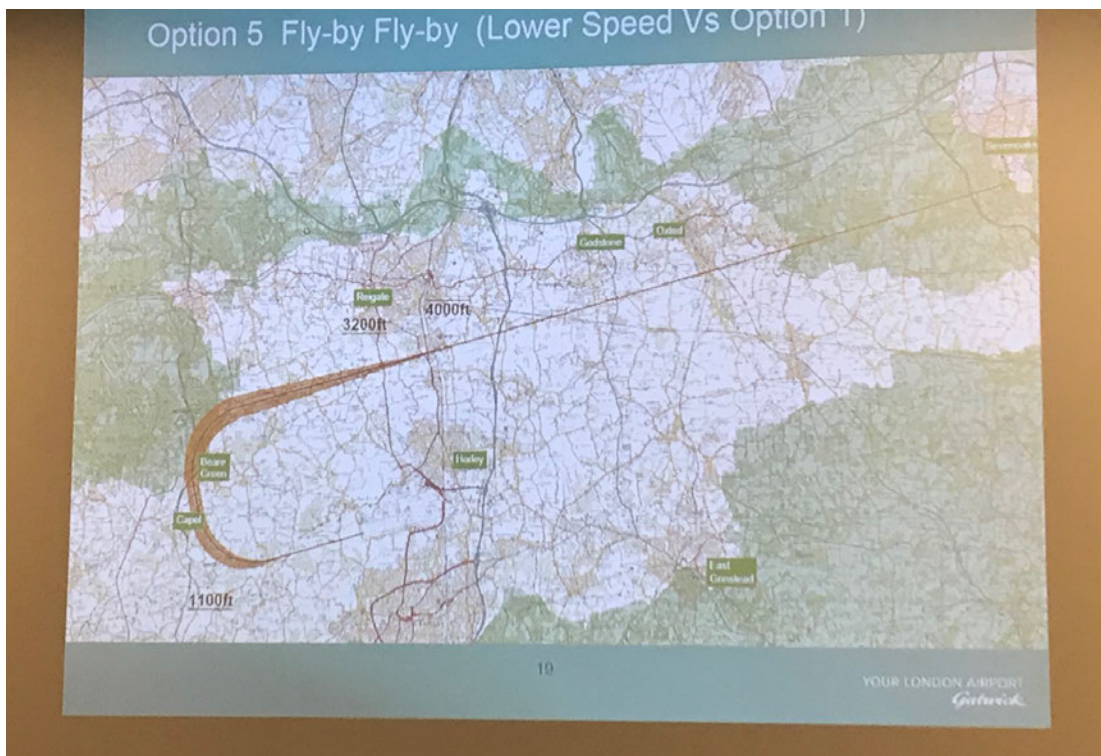 Option 5 Fly-by Fly-by (Lower Speed Vs Option 1)
Sevenoaks
Oxted
Godstone
Reigate
4000ft
3200ft
Beare
Green
Horley
Capel
East
Grinstead
1100ft
19
YOUR LONDON AIRPORT
Gatwick